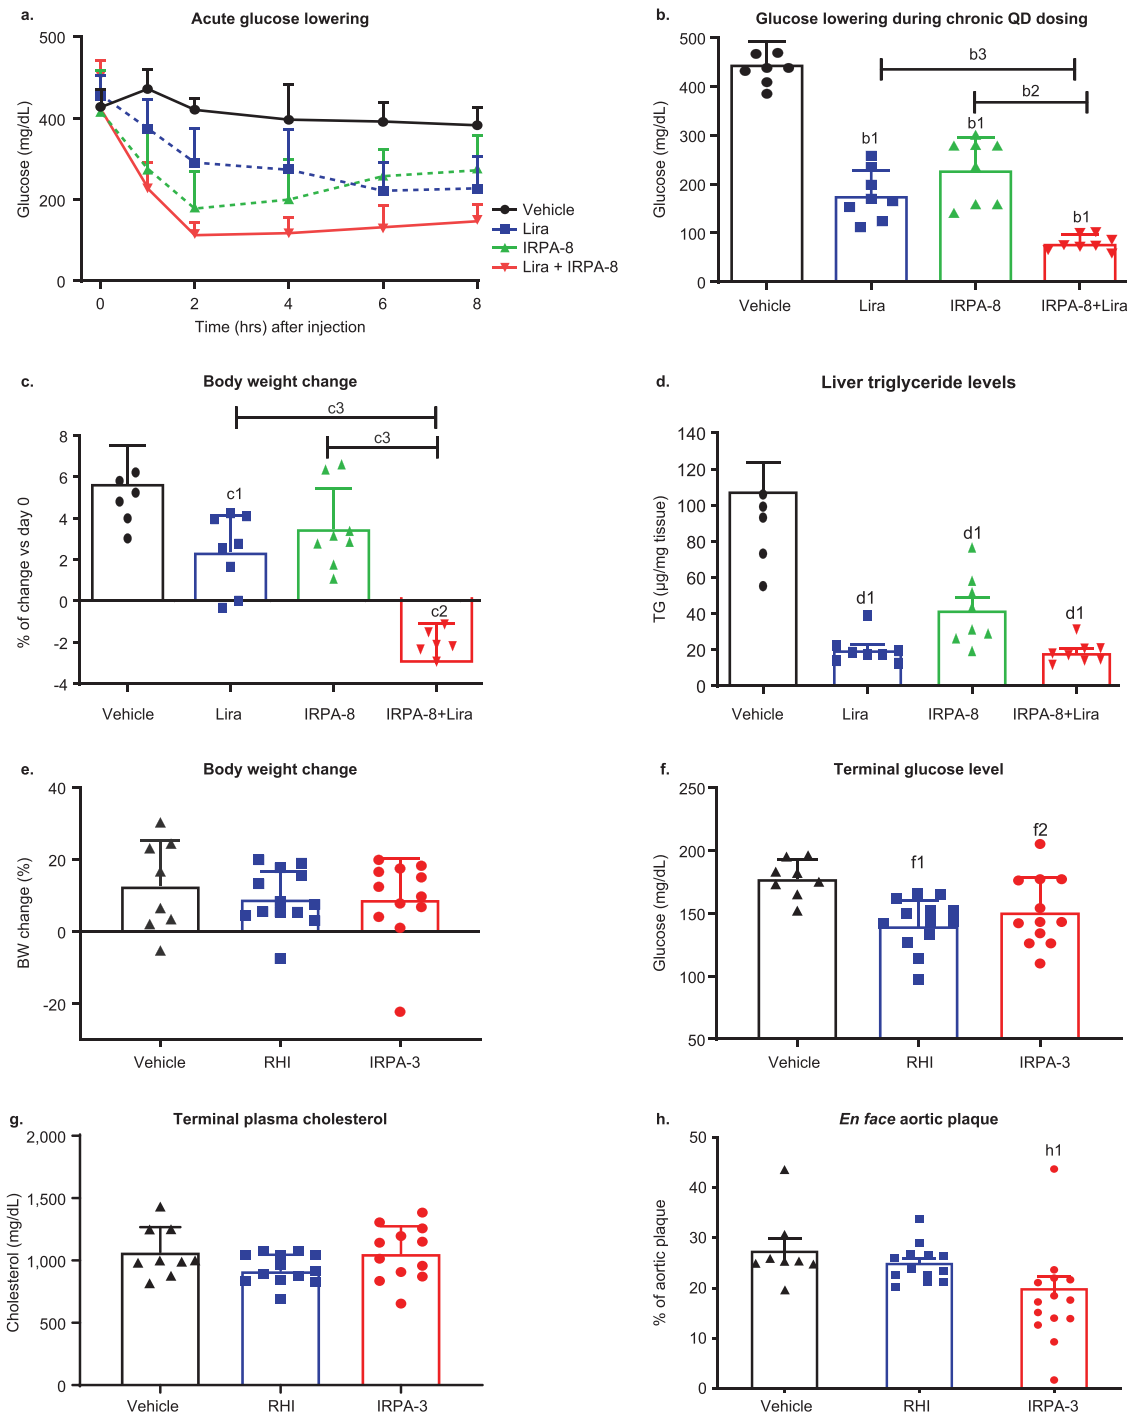 a.
Acute glucose lowering
500
400
200
0
Glucose (mg/dL)
0 2 4 6 8
Time (hrs) after injection
Vehicle
Lira
IRPA-8
Lira + IRPA-8
b.
Glucose lowering during chronic QD dosing
500
400
300
200
100
0
Glucose (mg/dL)
b3
b2
b1
b1
b1
Vehicle Lira IRPA-8 IRPA-8+Lira
c.
Body weight change
c3
c3
8
6
4
2
0
-2
-4
% of change vs day 0
c1
c2
Vehicle Lira IRPA-8 IRPA-8+Lira
d.
Liver triglyceride levels
140
120
100
80
60
40
20
0
TG (µg/mg tissue)
d1
d1
d1
Vehicle Lira IRPA-8 IRPA-8+Lira
e.
Body weight change
40
20
0
-20
BW change (%)
Vehicle RHI IRPA-3
f.
Terminal glucose level
250
200
150
100
50
Glucose (mg/dL)
f1
f2
Vehicle RHI IRPA-3
g.
Terminal plasma cholesterol
2,000
1,500
1,000
500
0
Cholesterol (mg/dL)
Vehicle RHI IRPA-3
h.
En face aortic plaque
50
40
30
20
10
0
% of aortic plaque
h1
Vehicle RHI IRPA-3